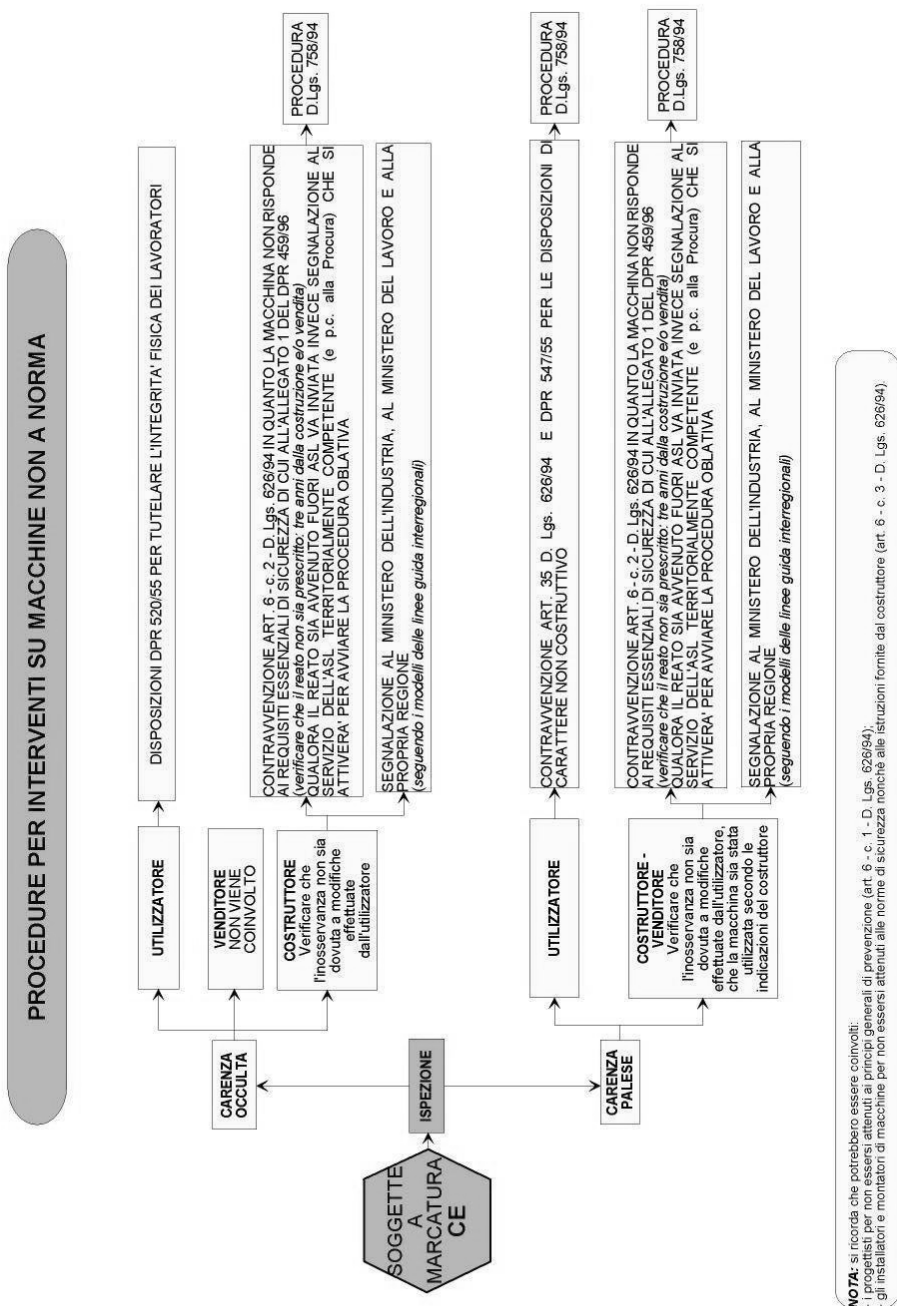 PROCEDURE PER INTERVENTI SU MACCHINE NON A NORMA
SOGGETTE
A
MARCATURA
CE
ISPEZIONE
CARENZA
OCCULTA
UTILIZZATORE
DISPOSIZIONI DPR 520/55 PER TUTELARE L'INTEGRITA' FISICA DEI LAVORATORI
VENDITORE
NON VIENE
COINVOLTO
COSTRUTTORE
Verificare che
l'inosservanza non sia
dovuta a modifiche
effettuate
dall'utilizzatore
CONTRAVVENZIONE ART. 6 - c. 2 - D. Lgs. 626/94 IN QUANTO LA MACCHINA NON RISPONDE
AI REQUISITI ESSENZIALI DI SICUREZZA DI CUI ALL'ALLEGATO 1 DEL DPR 459/96
(verificare che il reato non sia prescritto: tre anni dalla costruzione e/o vendita)
QUALORA IL REATO SIA AVVENUTO FUORI ASL VA INVIATA INVECE SEGNALAZIONE AL
SERVIZIO DELL'ASL TERRITORIALMENTE COMPETENTE (e p.c. alla Procura) CHE SI
ATTIVERA' PER AVVIARE LA PROCEDURA OBLATIVA
PROCEDURA
D.Lgs. 758/94
SEGNALAZIONE AL MINISTERO DELL'INDUSTRIA, AL MINISTERO DEL LAVORO E ALLA
PROPRIA REGIONE
(seguendo i modelli delle linee guida interregionali)
CARENZA
PALESE
UTILIZZATORE
CONTRAVVENZIONE ART. 35 D. Lgs. 626/94 E DPR 547/55 PER LE DISPOSIZIONI DI
CARATTERE NON COSTRUTTIVO
PROCEDURA
D.Lgs. 758/94
COSTRUTTORE -
VENDITORE
Verificare che
l'inosservanza non sia
dovuta a modifiche
effettuate dall'utilizzatore,
che la macchina sia stata
utilizzata secondo le
indicazioni del costruttore
CONTRAVVENZIONE ART. 6 - c. 2 - D. Lgs. 626/94 IN QUANTO LA MACCHINA NON RISPONDE
AI REQUISITI ESSENZIALI DI SICUREZZA DI CUI ALL'ALLEGATO 1 DEL DPR 459/96
(verificare che il reato non sia prescritto: tre anni dalla costruzione e/o vendita)
QUALORA IL REATO SIA AVVENUTO FUORI ASL VA INVIATA INVECE SEGNALAZIONE AL
SERVIZIO DELL'ASL TERRITORIALMENTE COMPETENTE (e p.c. alla Procura) CHE SI
ATTIVERA' PER AVVIARE LA PROCEDURA OBLATIVA
PROCEDURA
D.Lgs. 758/94
SEGNALAZIONE AL MINISTERO DELL'INDUSTRIA, AL MINISTERO DEL LAVORO E ALLA
PROPRIA REGIONE
(seguendo i modelli delle linee guida interregionali)
NOTA: si ricorda che potrebbero essere coinvolti:
- i progettisti per non essersi attenuti ai principi generali di prevenzione (art. 6 - c. 1 - D. Lgs. 626/94);
- gli installatori e montatori di macchine per non essersi attenuti alle norme di sicurezza nonchè alle istruzioni fornite dal costruttore (art. 6 - c. 3 - D. Lgs. 626/94).